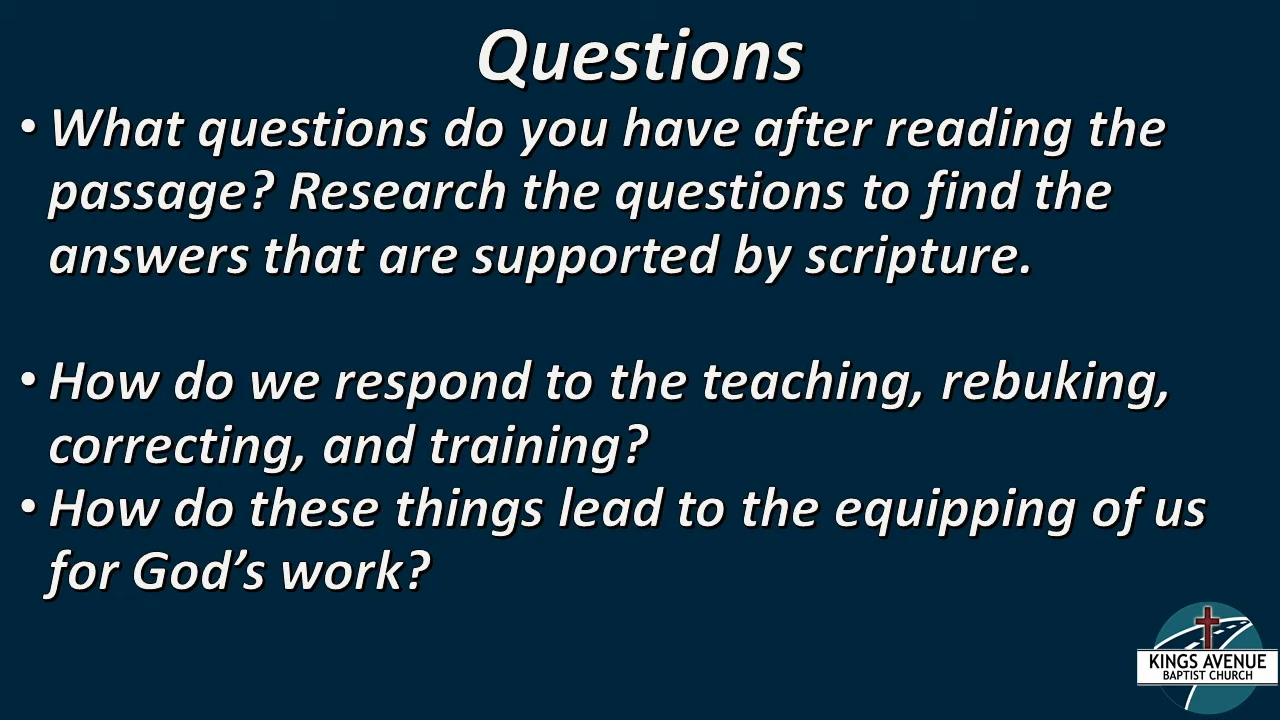 Questions
• What questions do you have after reading the
passage? Research the questions to find the
answers that are supported by scripture.
• How do we respond to the teaching, rebuking,
correcting, and training?
• How do these things lead to the equipping of us
for God’s work?
KINGS AVENUE
BAPTIST CHURCH